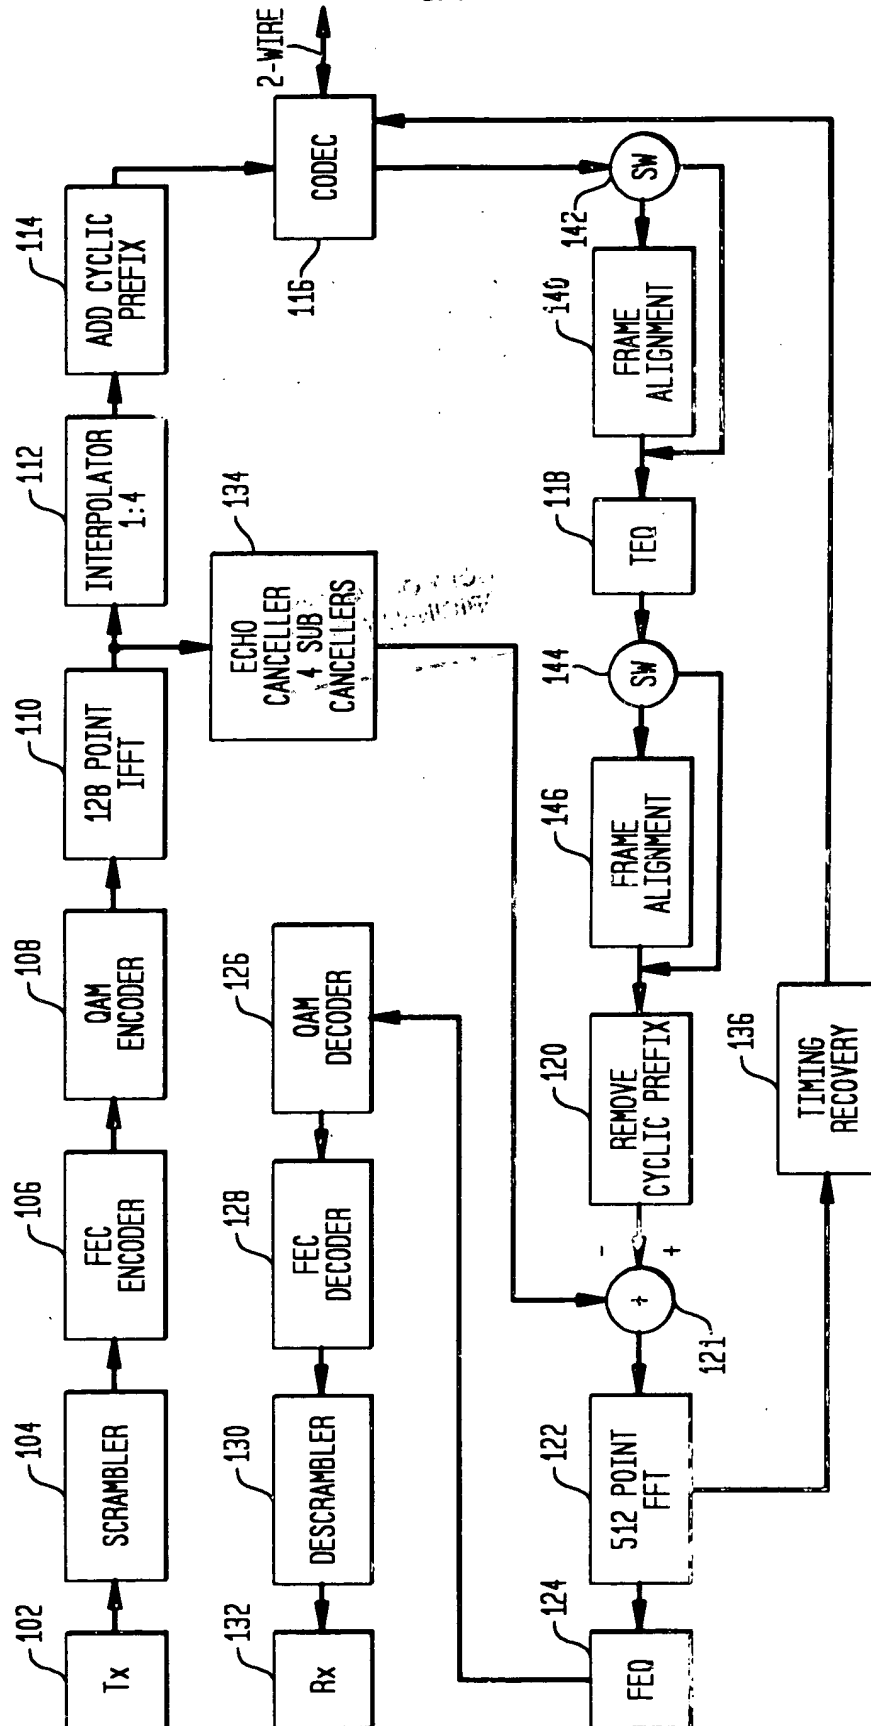 102
Tx
104
SCRAMBLER
106
FEC
ENCODER
108
QAM
ENCODER
110
128 POINT
IFFT
112
INTERPOLATOR
1:4
114
ADD CYCLIC
PREFIX
2-WIRE
CODEC
116
134
ECHO
CANCELLER
4 SUB
CANCELLERS
132
Rx
130
DESCRAMBLER
128
FEC
DECODER
126
QAM
DECODER
124
FEQ
122
512 POINT
FFT
121
+
-
+
120
REMOVE
CYCLIC PREFIX
146
FRAME
ALIGNMENT
144
SW
118
TEQ
140
FRAME
ALIGNMENT
142
SW
136
TIMING
RECOVERY